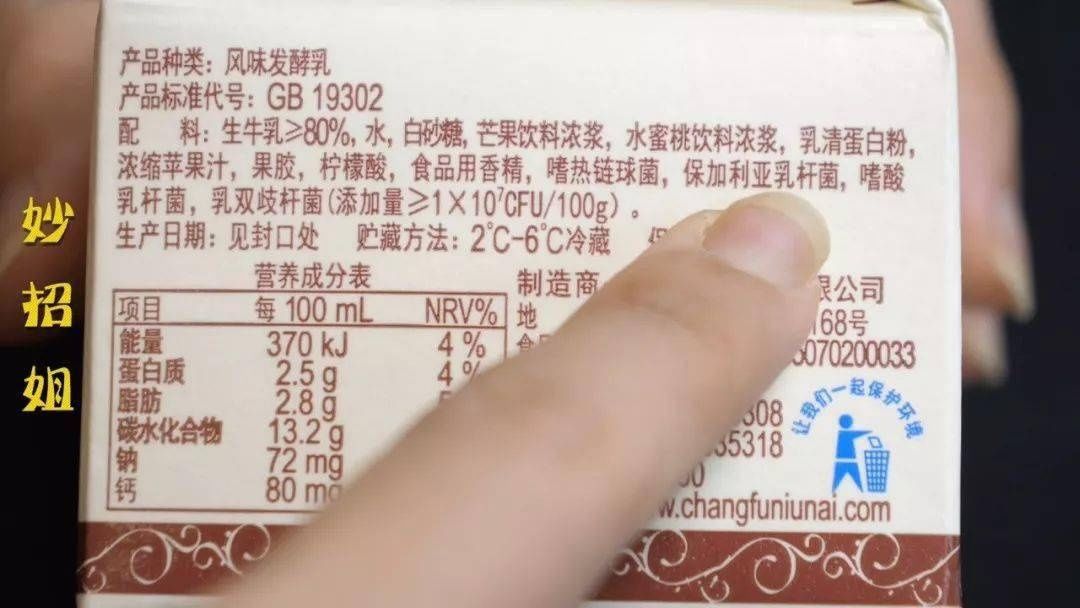 产品种类：风味发酵乳
产品标准代号：GB 19302
配 料：生牛乳≥80%，水，白砂糖，芒果饮料浓浆，水蜜桃饮料浓浆，乳清蛋白粉，
浓缩苹果汁，果胶，柠檬酸，食品用香精，嗜热链球菌，保加利亚乳杆菌，嗜酸
乳杆菌，乳双歧杆菌(添加量≥1×10⁷CFU/100g)。
生产日期：见封口处 贮藏方法：2℃-6℃冷藏
营养成分表
项目 每 100 mL NRV%
能量 370 kJ 4 %
蛋白质 2.5 g 4 %
脂肪 2.8 g
碳水化合物 13.2 g
钠 72 mg
钙 80 mg
制造商
限公司
地
168号
070200033
308
35318
.changfuniunai.com
让我们一起保护环境
妙招姐